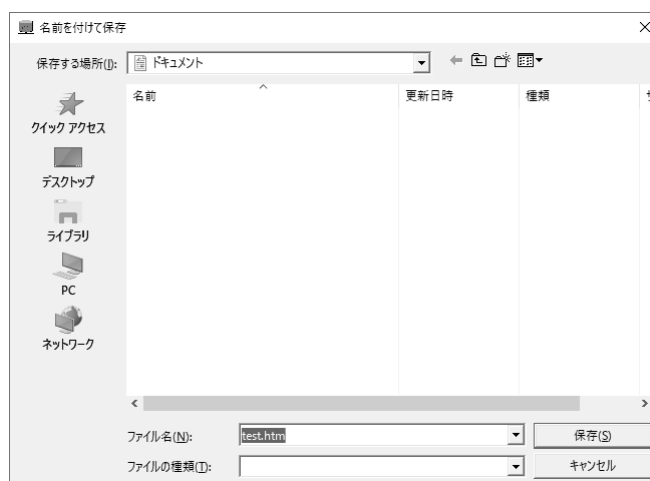 名前を付けて保存
保存する場所(I):
ドキュメント
名前
更新日時
種類
クイック アクセス
デスクトップ
ライブラリ
PC
ネットワーク
ファイル名(N):
test.htm
保存(S)
ファイルの種類(T):
キャンセル